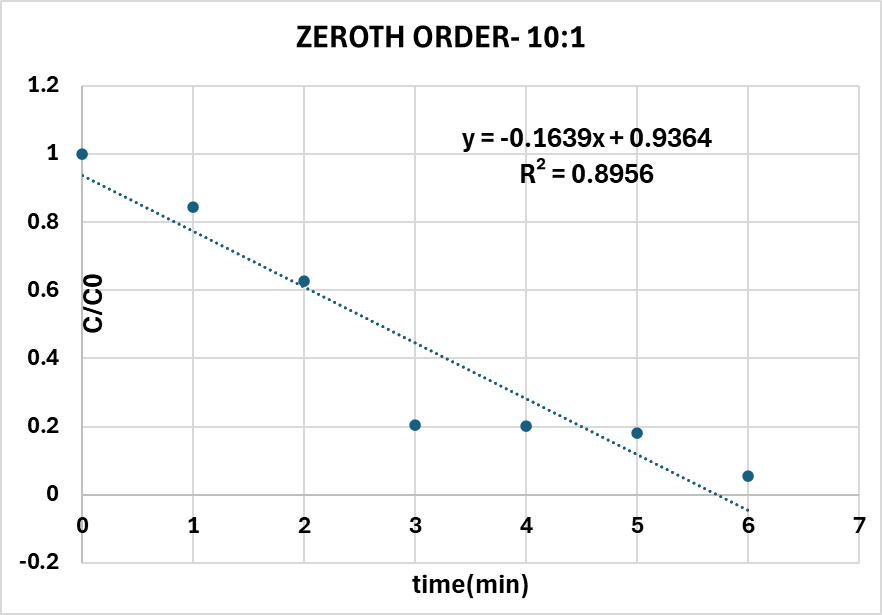 ZEROTH ORDER- 10:1
1.2
y = -0.1639x + 0.9364
1
R² = 0.8956
0.8
0.6
C/C0
0.4
0.2
0
0 1 2 3 4 5 6 7
-0.2
time(min)